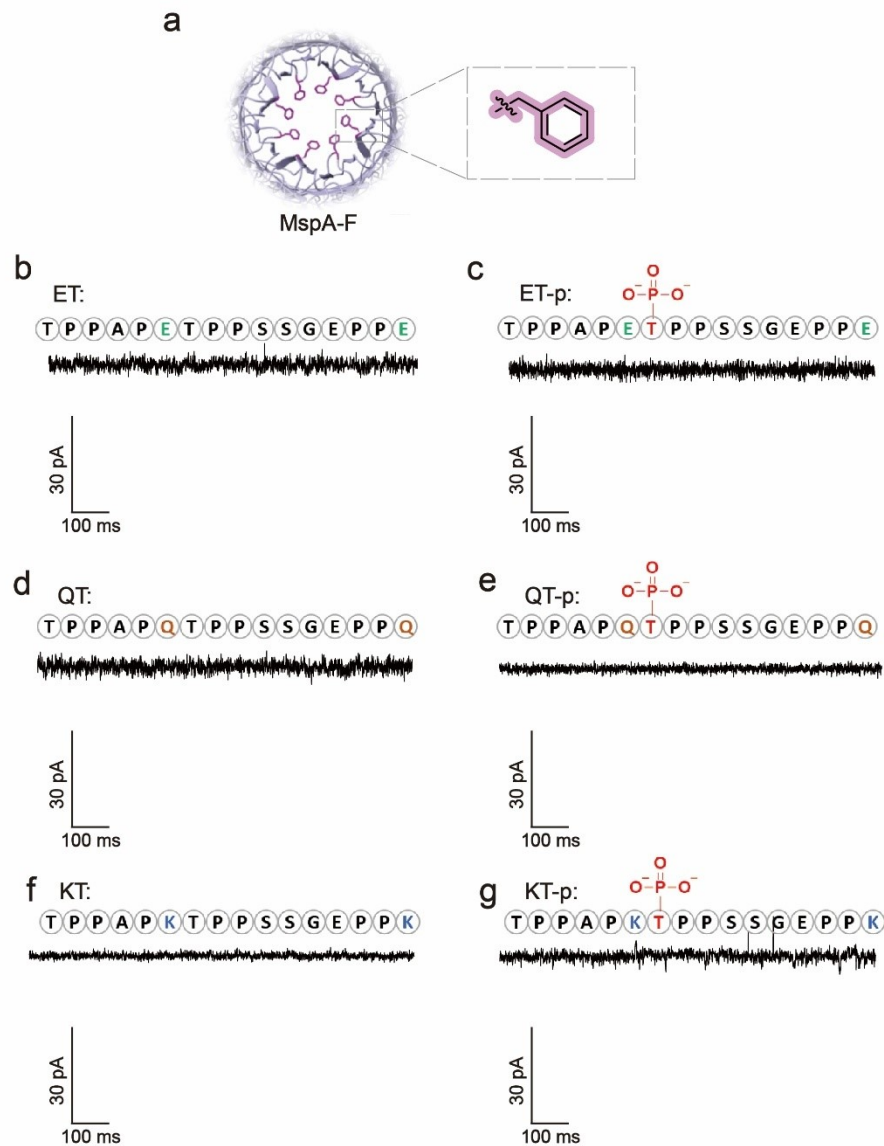 a
MspA-F
b
ET:
TPPAPETPPSSGEPPE
30 pA
100 ms
c
ET-p:
O
O⁻–P–O⁻
TPPAPETPPSSGEPPE
30 pA
100 ms
d
QT:
TPPAPQTPPSSGEPPQ
30 pA
100 ms
e
QT-p:
O
O⁻–P–O⁻
TPPAPQTPPSSGEPPQ
30 pA
100 ms
f
KT:
TPPAPKTPPSSGEPPK
30 pA
100 ms
g
KT-p:
O
O⁻–P–O⁻
TPPAPKTPPSSGEPPK
30 pA
100 ms